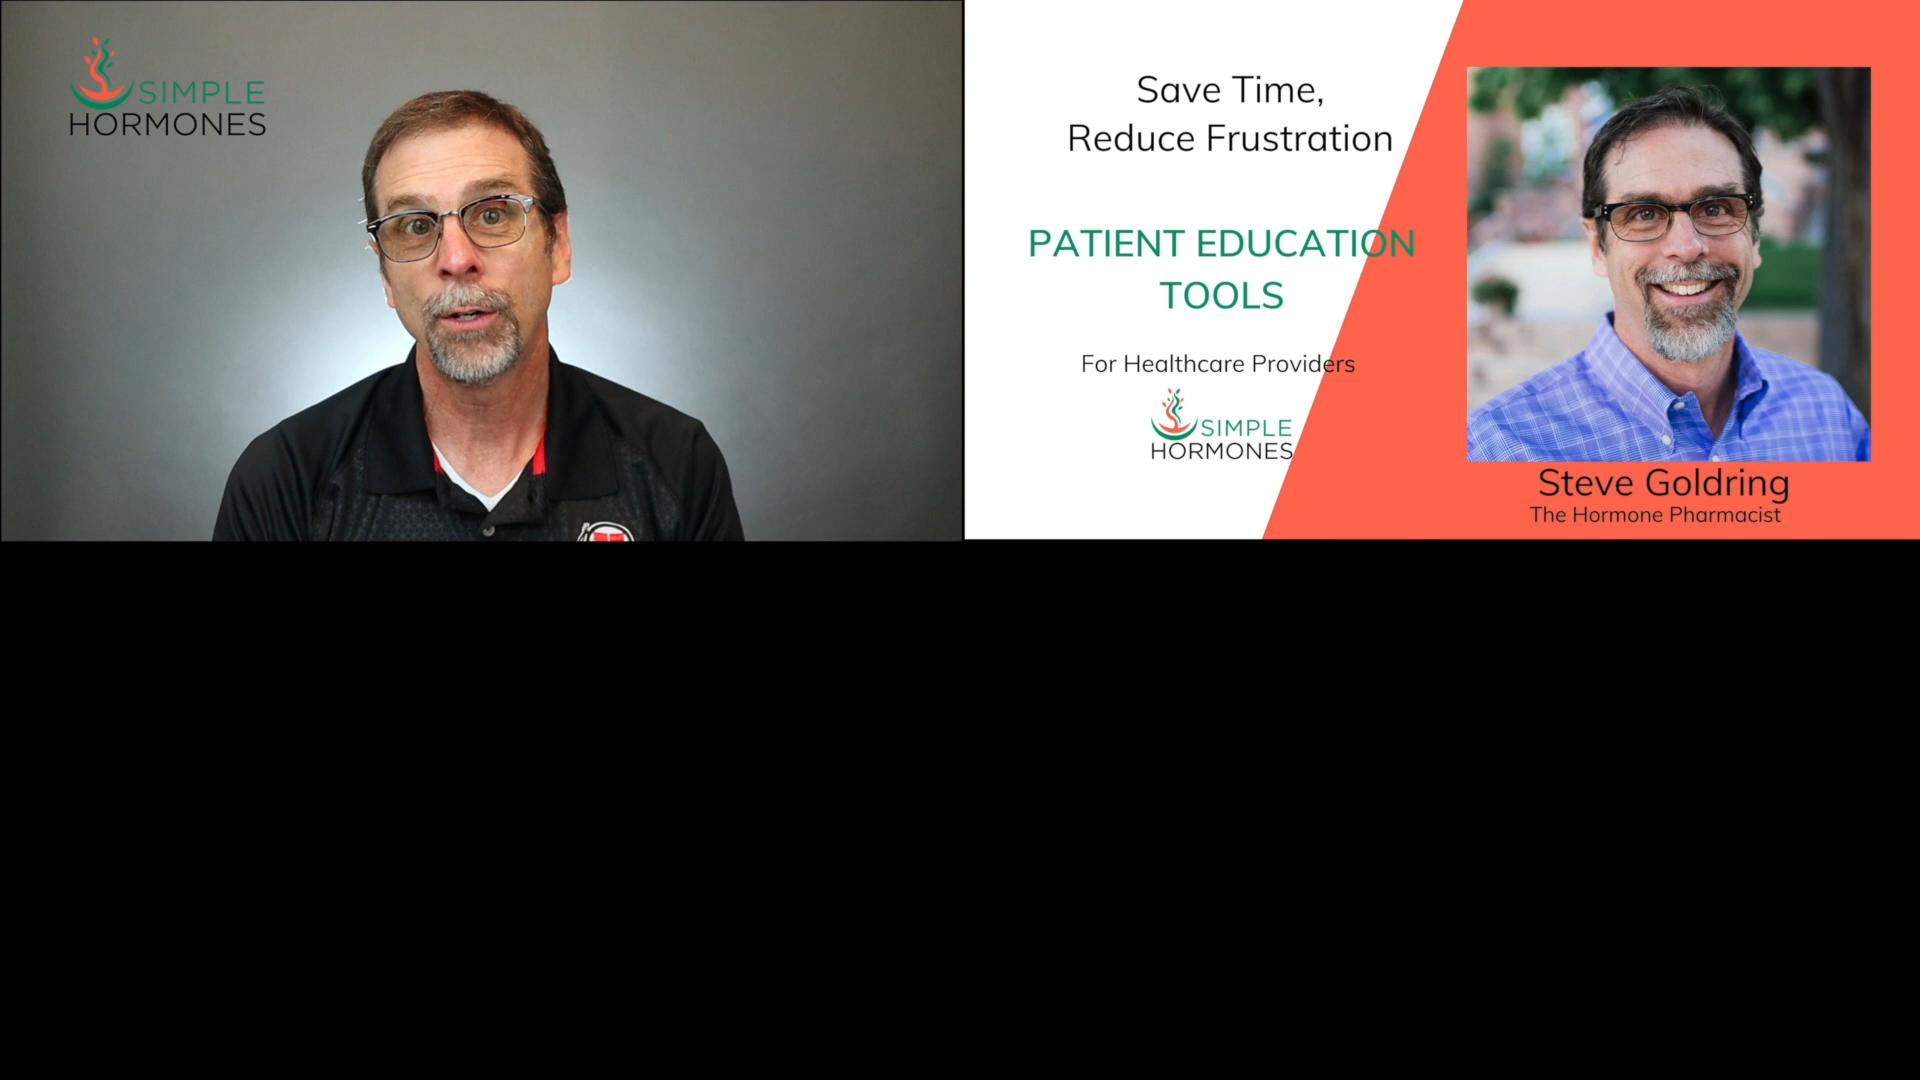 SIMPLE
HORMONES
Save Time,
Reduce Frustration
PATIENT EDUCATION
TOOLS
For Healthcare Providers
SIMPLE
HORMONES
Steve Goldring
The Hormone Pharmacist